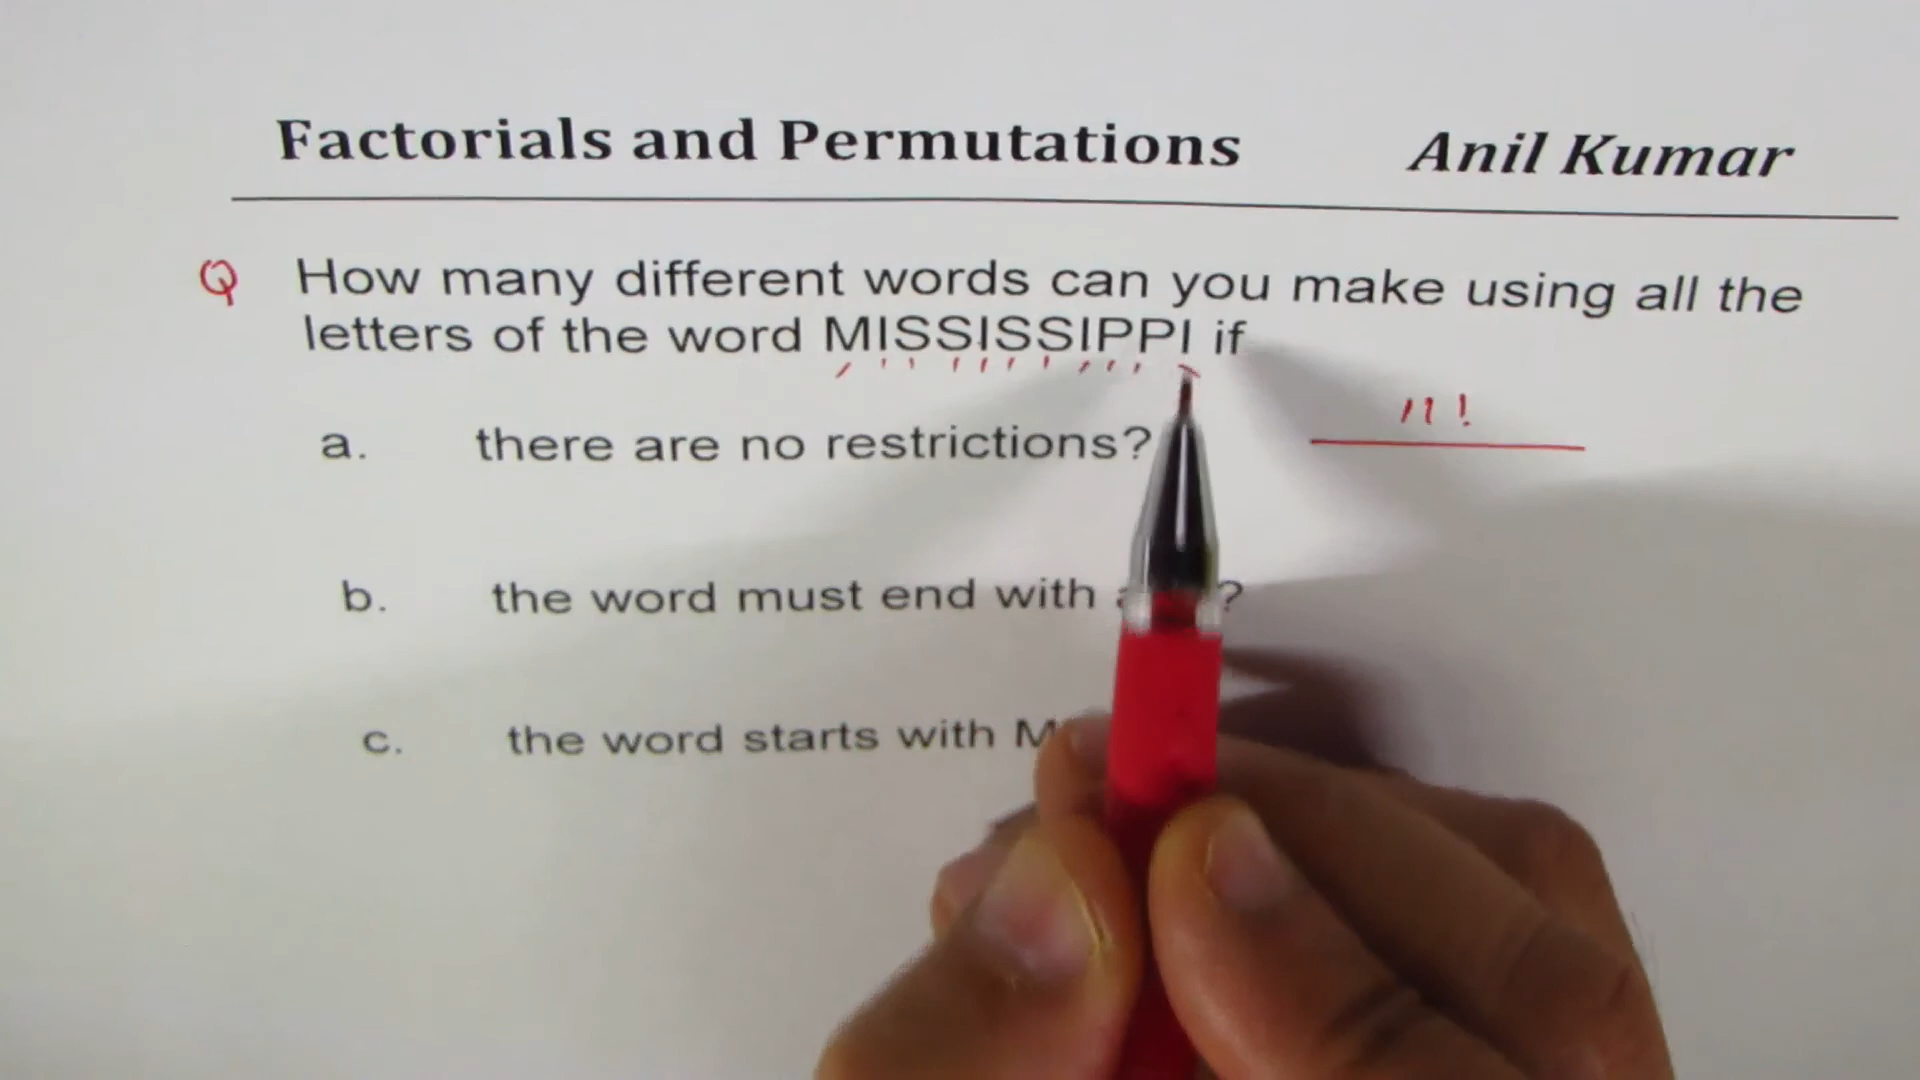 Factorials and Permutations Anil Kumar
Q How many different words can you make using all the
letters of the word MISSISSIPPI if
11!
a. there are no restrictions?
b. the word must end with ?
c. the word starts with M